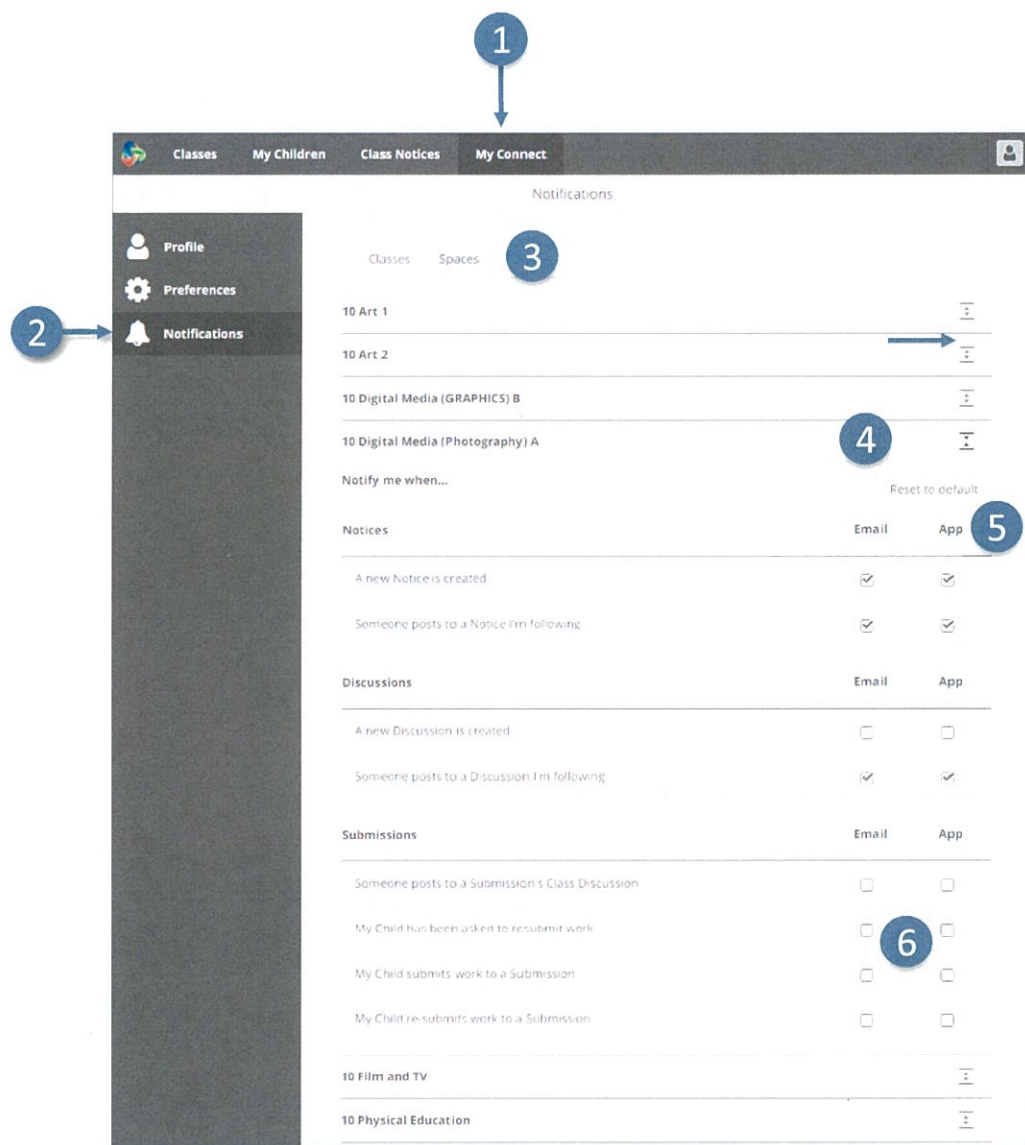 1
Classes My Children Class Notices My Connect
Notifications
Profile
Preferences
2 Notifications
Classes Spaces 3
10 Art 1
10 Art 2
10 Digital Media (GRAPHICS) B
10 Digital Media (Photography) A 4
Notify me when...
Reset to default
Notices Email App 5
A new Notice is created
Someone posts to a Notice I'm following
Discussions Email App
A new Discussion is created
Someone posts to a Discussion I'm following
Submissions Email App
Someone posts to a Submission's Class Discussion
My Child has been asked to resubmit work
6
My Child submits work to a Submission
My Child re-submits work to a Submission
10 Film and TV
10 Physical Education